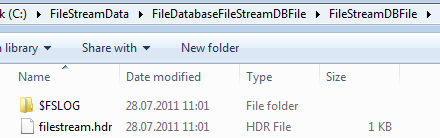 k (C:) ▸ FileStreamData ▸ FileDatabaseFileStreamDBFile ▸ FileStreamDBFile ▸
library ▾ Share with ▾ New folder
Name Date modified Type Size
$FSLOG 28.07.2011 11:01 File folder
filestream.hdr 28.07.2011 11:01 HDR File 1 KB